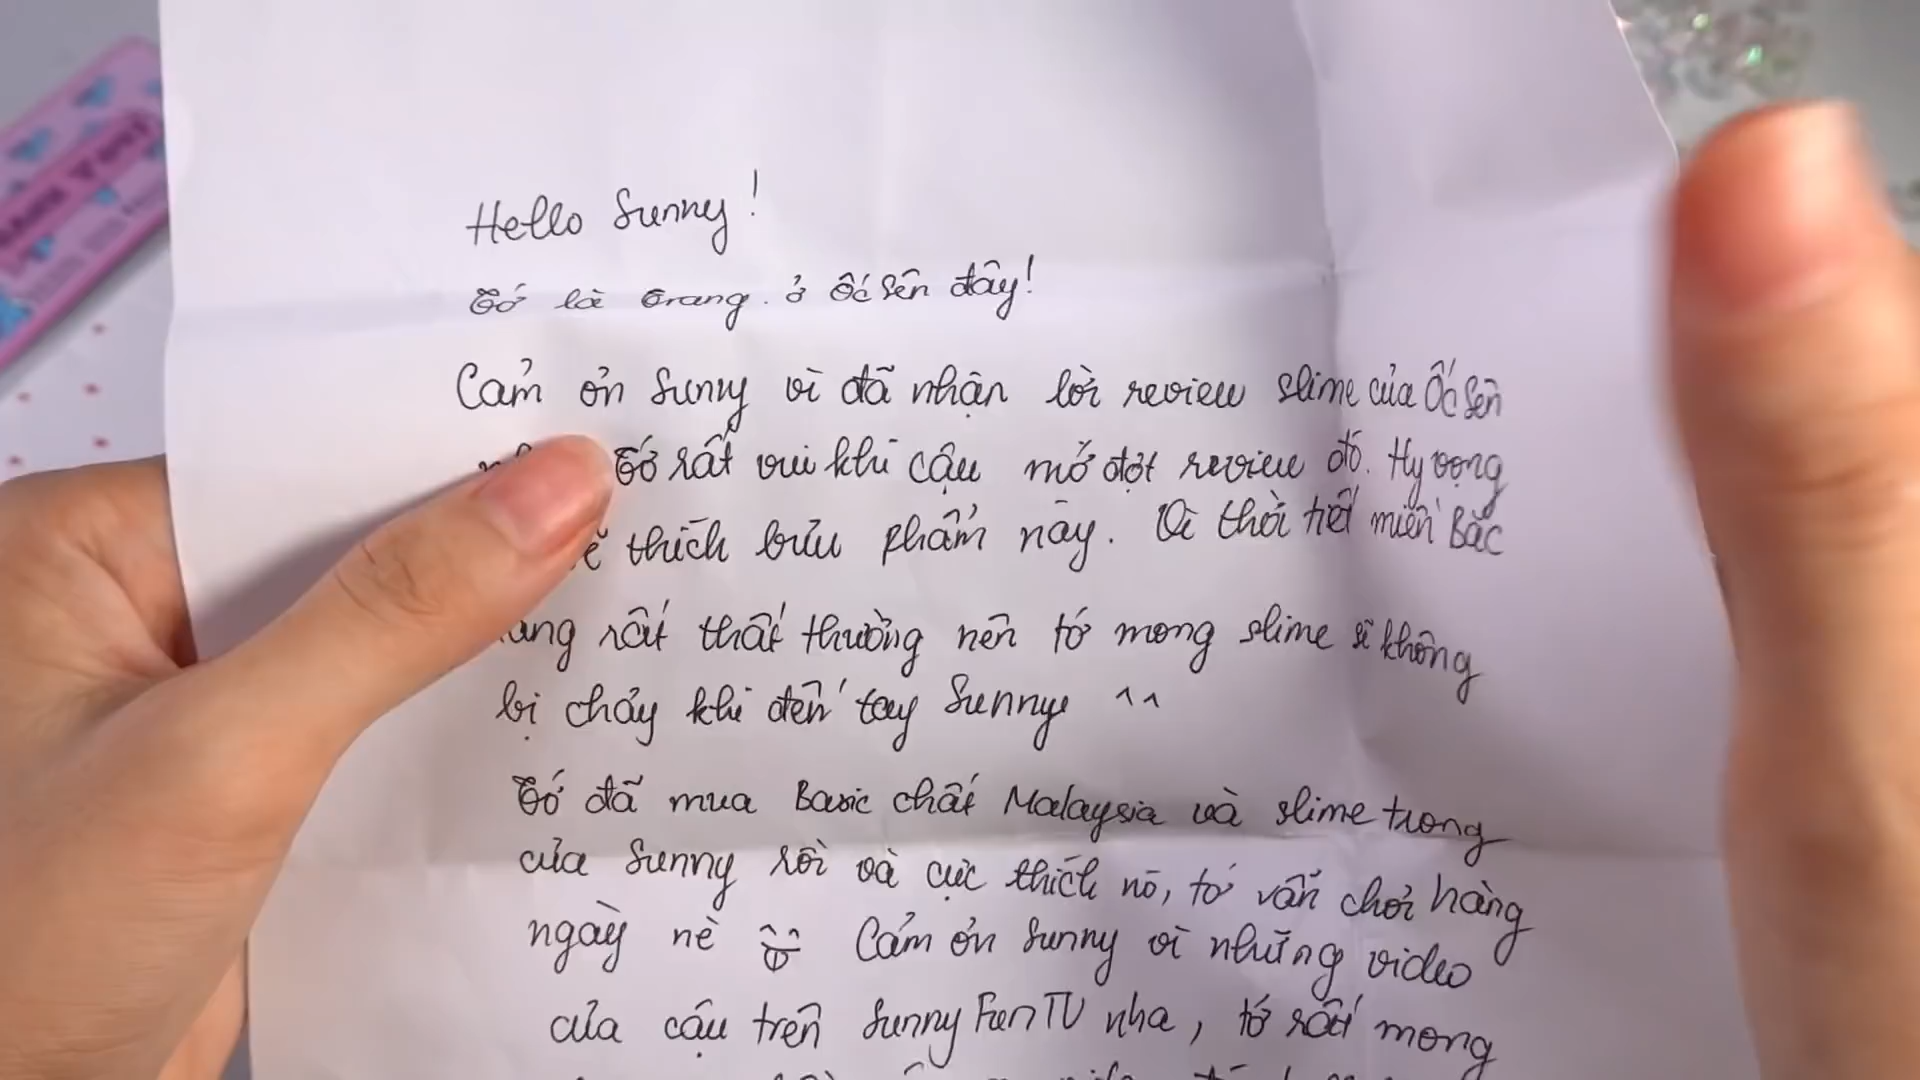 Hello Sunny!
Tớ là Trang. ở Ốc Sên đây!
Cảm ơn Sunny vì đã nhận lời review slime của Ốc Sên
Tớ rất vui khi cậu mở đợt review đó. Hy vọng
thích bưu phẩm này. Vì thời tiết miền Bắc
rất thất thường nên tớ mong slime sẽ không
bị chảy khi đến tay Sunny ^^
Tớ đã mua Basic chất Malaysia và slime trong
của Sunny rồi và cực thích nó, tớ vẫn chơi hàng
ngày nè Cảm ơn Sunny vì những video
của cậu trên Sunny Fun TV nha, tớ rất mong